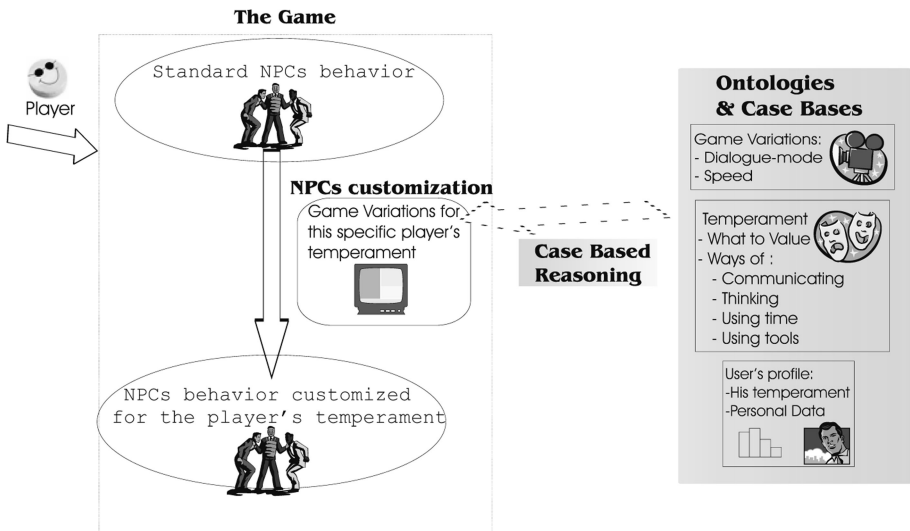 The Game
Player
Standard NPCs behavior
NPCs customization
Game Variations for
this specific player's
temperament
NPCs behavior customized
for the player's temperament
Case Based
Reasoning
Ontologies
& Case Bases
Game Variations:
- Dialogue-mode
- Speed
Temperament
- What to Value
- Ways of :
- Communicating
- Thinking
- Using time
- Using tools
User's profile:
-His temperament
-Personal Data